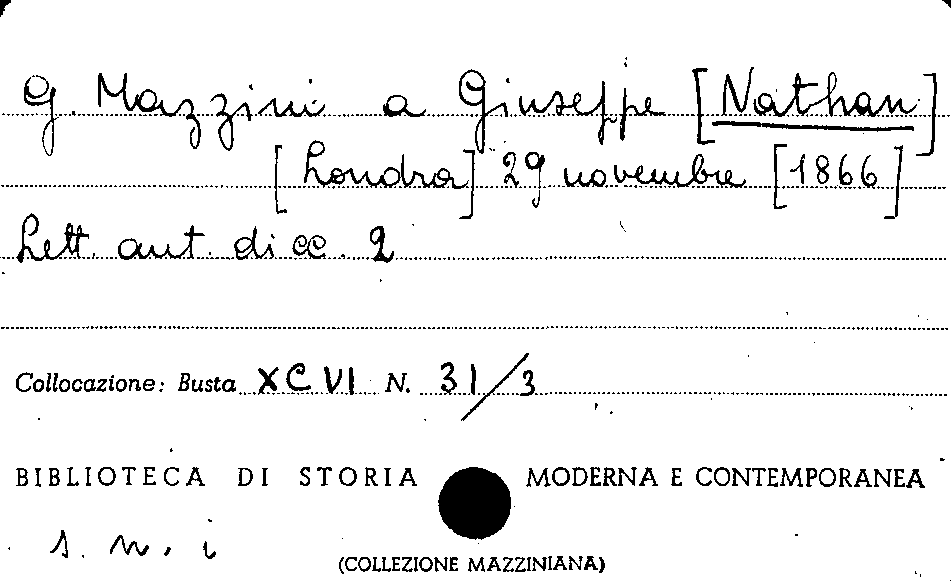 G. Mazzini a Giuseppe [Nathan]
[Londra] 29 novembre [1866]
Lett. aut. di cc. 2
Collocazione: Busta XCVI N. 31/3
BIBLIOTECA DI STORIA MODERNA E CONTEMPORANEA
s. n. i
(COLLEZIONE MAZZINIANA)